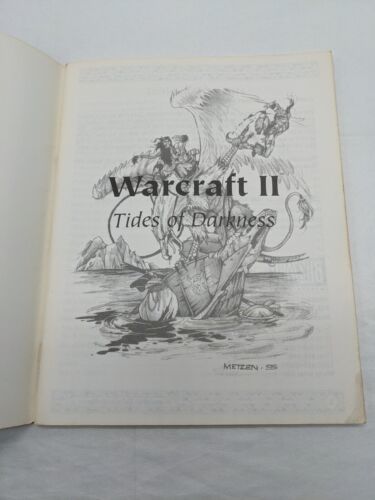 Warcraft II
Tides of Darkness
METZEN · 95